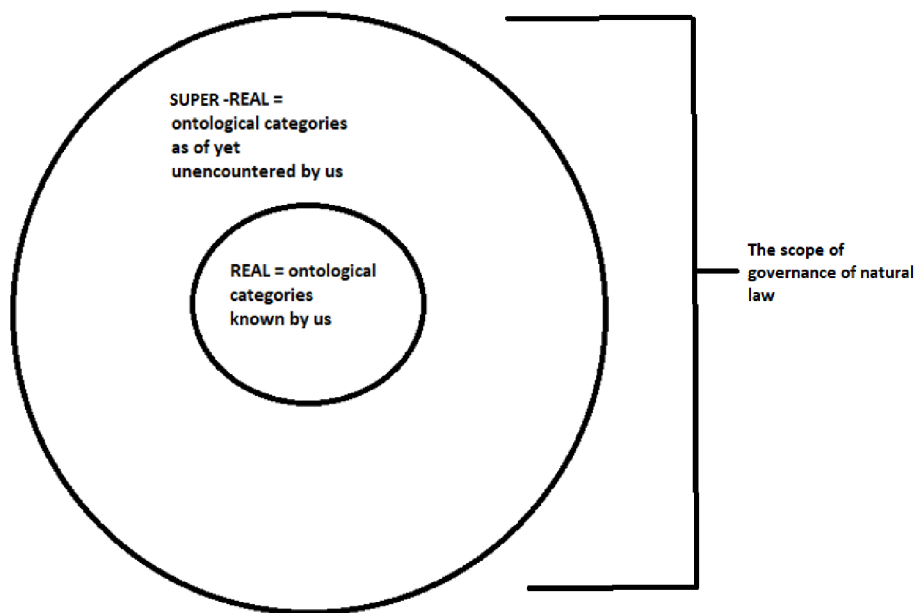 SUPER -REAL =
ontological categories
as of yet
unencountered by us
REAL = ontological
categories
known by us
The scope of
governance of natural
law